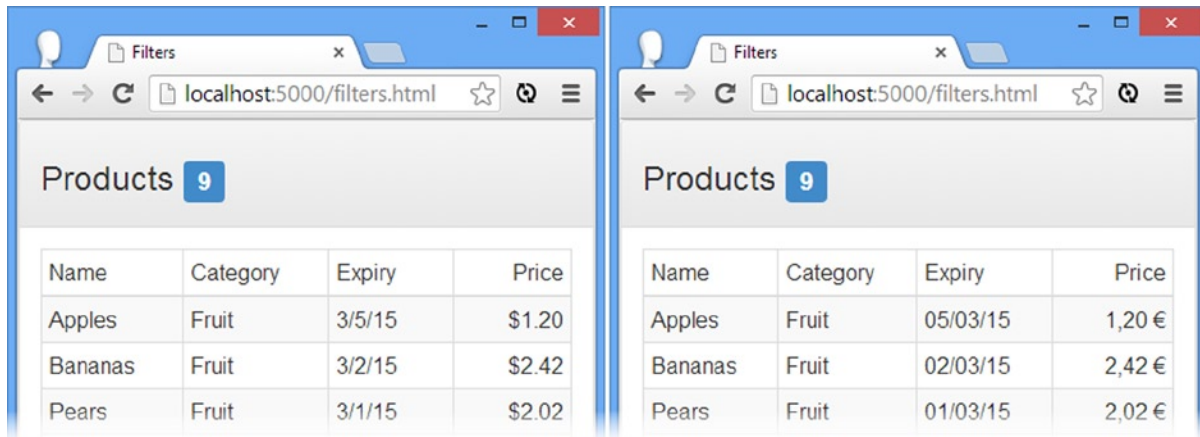 Filters
localhost:5000/filters.html
Products 9
Name Category Expiry Price
Apples Fruit 3/5/15 $1.20
Bananas Fruit 3/2/15 $2.42
Pears Fruit 3/1/15 $2.02
Filters
localhost:5000/filters.html
Products 9
Name Category Expiry Price
Apples Fruit 05/03/15 1,20 €
Bananas Fruit 02/03/15 2,42 €
Pears Fruit 01/03/15 2,02 €